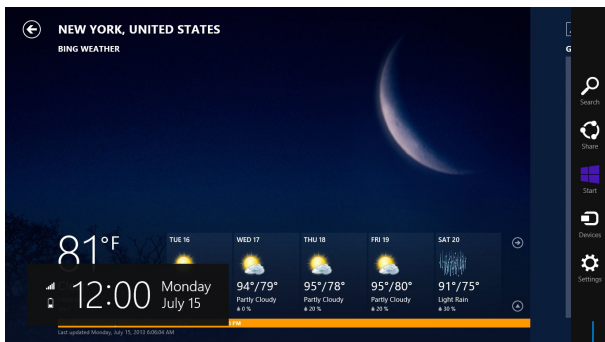 NEW YORK, UNITED STATES
BING WEATHER
G
Search
Share
Start
Devices
Settings
81°F
TUE 16
WED 17
94°/79°
Partly Cloudy
0 %
THU 18
95°/78°
Partly Cloudy
20 %
FRI 19
95°/80°
Partly Cloudy
20 %
SAT 20
91°/75°
Light Rain
30 %
12:00
Monday
July 15
PM
Last updated Monday, July 15, 2013 6:06:04 AM